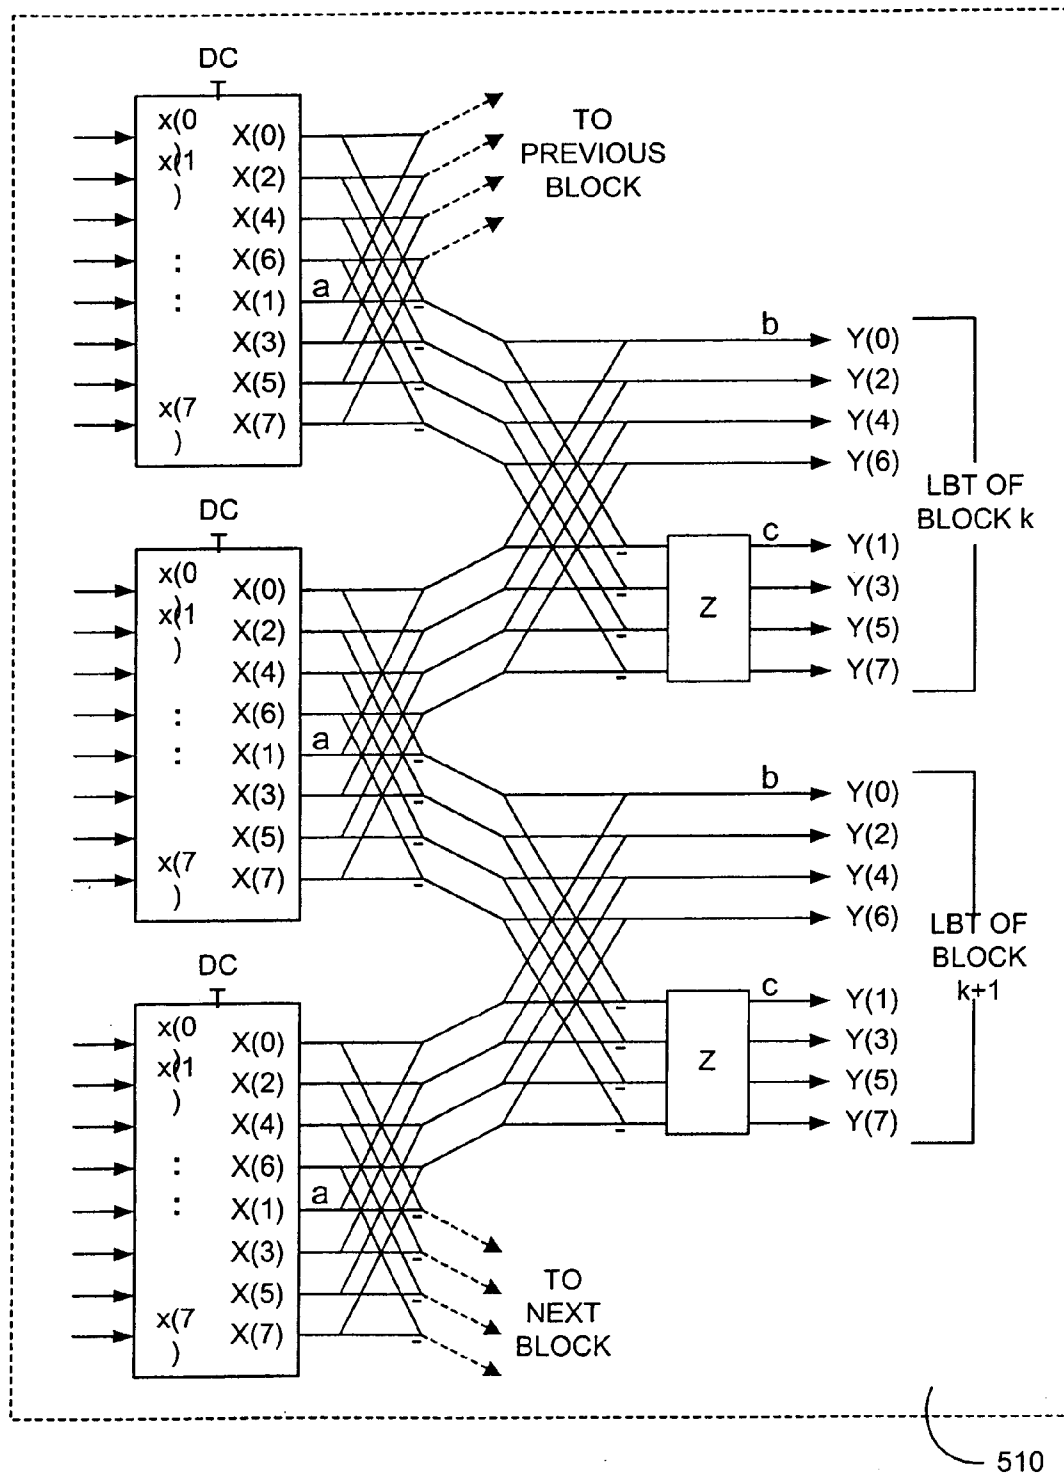 DC
T
x(0
)
x(1
)
:
:
x(7
)
X(0)
X(2)
X(4)
X(6)
X(1)
X(3)
X(5)
X(7)
a
TO
PREVIOUS
BLOCK
b
Y(0)
Y(2)
Y(4)
Y(6)
c
Y(1)
Y(3)
Y(5)
Y(7)
Z
LBT OF
BLOCK k
DC
T
x(0
)
x(1
)
:
:
x(7
)
X(0)
X(2)
X(4)
X(6)
X(1)
X(3)
X(5)
X(7)
a
b
Y(0)
Y(2)
Y(4)
Y(6)
c
Y(1)
Y(3)
Y(5)
Y(7)
Z
LBT OF
BLOCK
k+1
DC
T
x(0
)
x(1
)
:
:
x(7
)
X(0)
X(2)
X(4)
X(6)
X(1)
X(3)
X(5)
X(7)
a
TO
NEXT
BLOCK
510